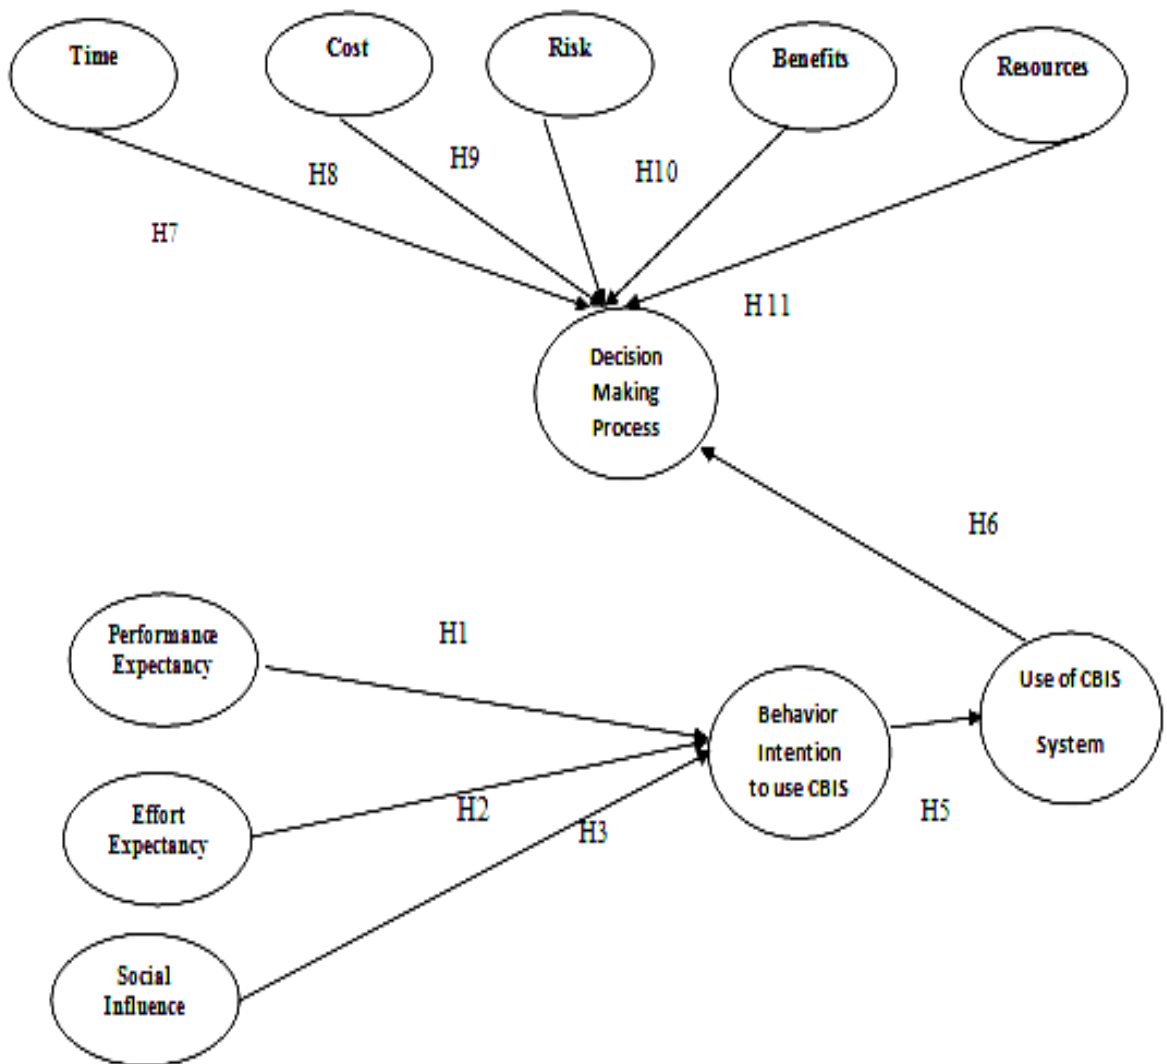 Time
Cost
Risk
Benefits
Resources
H8
H9
H10
H7
H 11
Decision
Making
Process
H6
Performance
Expectancy
H1
Behavior
Intention
to use CBIS
Use of CBIS
System
H5
Effort
Expectancy
H2
H3
Social
Influence